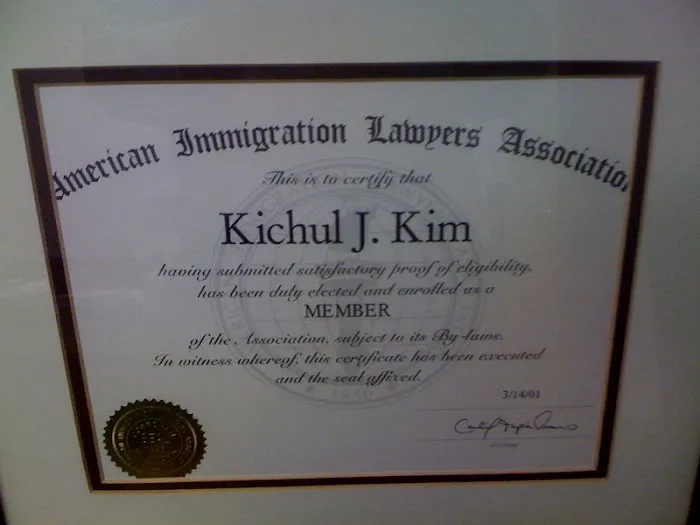 American Immigration Lawyers Association
This is to certify that
Kichul J. Kim
having submitted satisfactory proof of eligibility,
has been duly elected and enrolled as a
MEMBER
of the Association, subject to its By-laws.
In witness whereof, this certificate has been executed
and the seal affixed.
1946
3/14/01